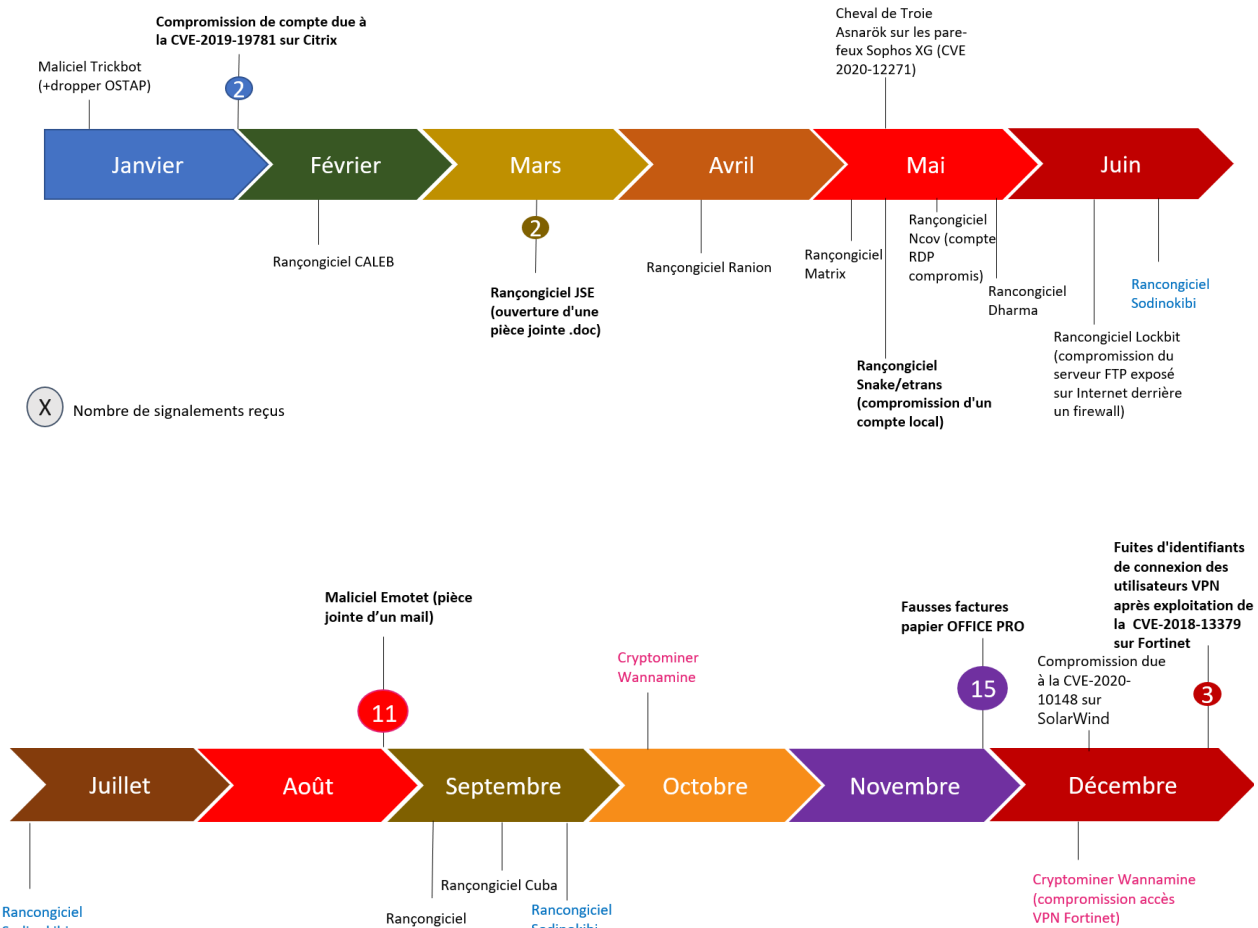 Compromission de compte due à
la CVE-2019-19781 sur Citrix
2
Maliciel Trickbot
(+dropper OSTAP)
Cheval de Troie
Asnarök sur les pare-
feux Sophos XG (CVE
2020-12271)
Janvier
Février
Mars
Avril
Mai
Juin
Rançongiciel CALEB
2
Rançongiciel JSE
(ouverture d'une
pièce jointe .doc)
Rançongiciel Ranion
Rançongiciel
Matrix
Rançongiciel
Snake/etrans
(compromission d'un
compte local)
Rançongiciel
Ncov (compte
RDP
compromis)
Rancongiciel
Dharma
Rancongiciel Lockbit
(compromission du
serveur FTP exposé
sur Internet derrière
un firewall)
Rancongiciel
Sodinokibi
X
Nombre de signalements reçus
Maliciel Emotet (pièce
jointe d’un mail)
11
Cryptominer
Wannamine
Fausses factures
papier OFFICE PRO
15
Compromission due
à la CVE-2020-
10148 sur
SolarWind
Fuites d'identifiants
de connexion des
utilisateurs VPN
après exploitation de
la CVE-2018-13379
sur Fortinet
3
Juillet
Août
Septembre
Octobre
Novembre
Décembre
Rancongiciel
Rançongiciel
Rançongiciel Cuba
Rancongiciel
Cryptominer Wannamine
(compromission accès
VPN Fortinet)